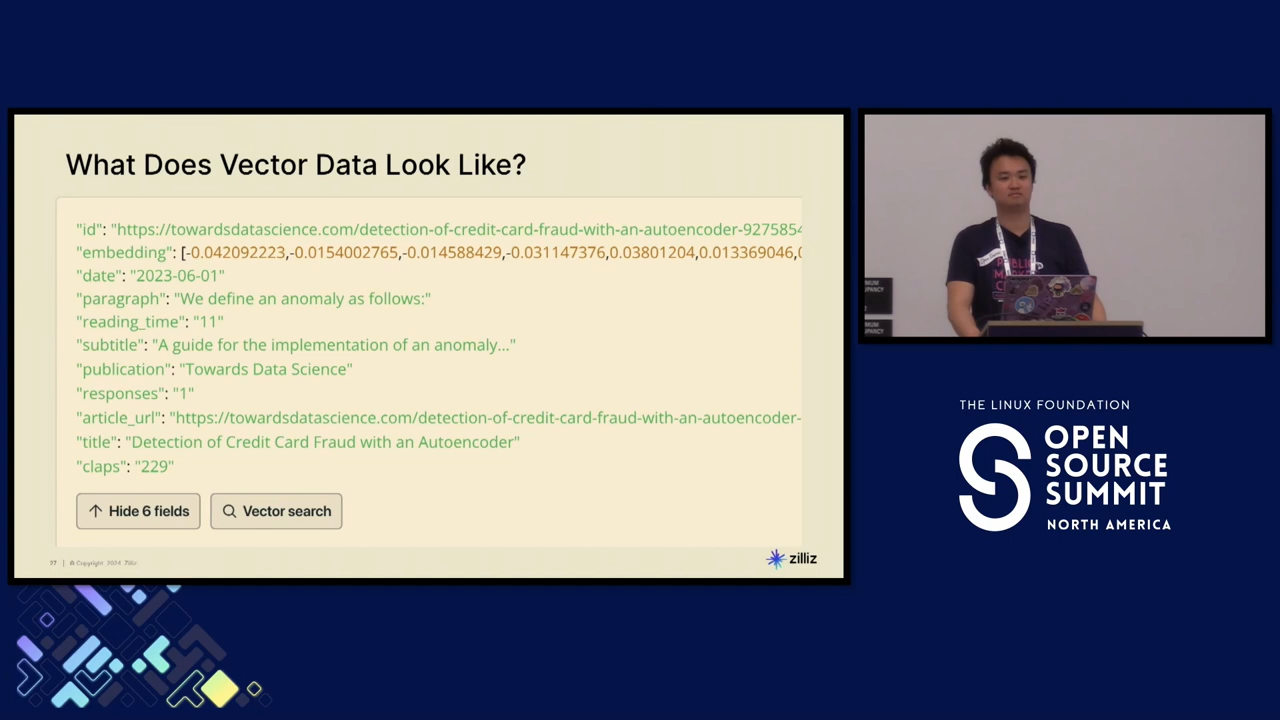 What Does Vector Data Look Like?
"id": "https://towardsdatascience.com/detection-of-credit-card-fraud-with-an-autoencoder-9275854
"embedding": [-0.042092223,-0.0154002765,-0.014588429,-0.031147376,0.03801204,0.013369046,
"date": "2023-06-01"
"paragraph": "We define an anomaly as follows:"
"reading_time": "11"
"subtitle": "A guide for the implementation of an anomaly..."
"publication": "Towards Data Science"
"responses": "1"
"article_url": "https://towardsdatascience.com/detection-of-credit-card-fraud-with-an-autoencoder-
"title": "Detection of Credit Card Fraud with an Autoencoder"
"claps": "229"
Hide 6 fields
Vector search
27 | © Copyright 2024 Zilliz
zilliz
THE LINUX FOUNDATION
OPEN
SOURCE
SUMMIT
NORTH AMERICA